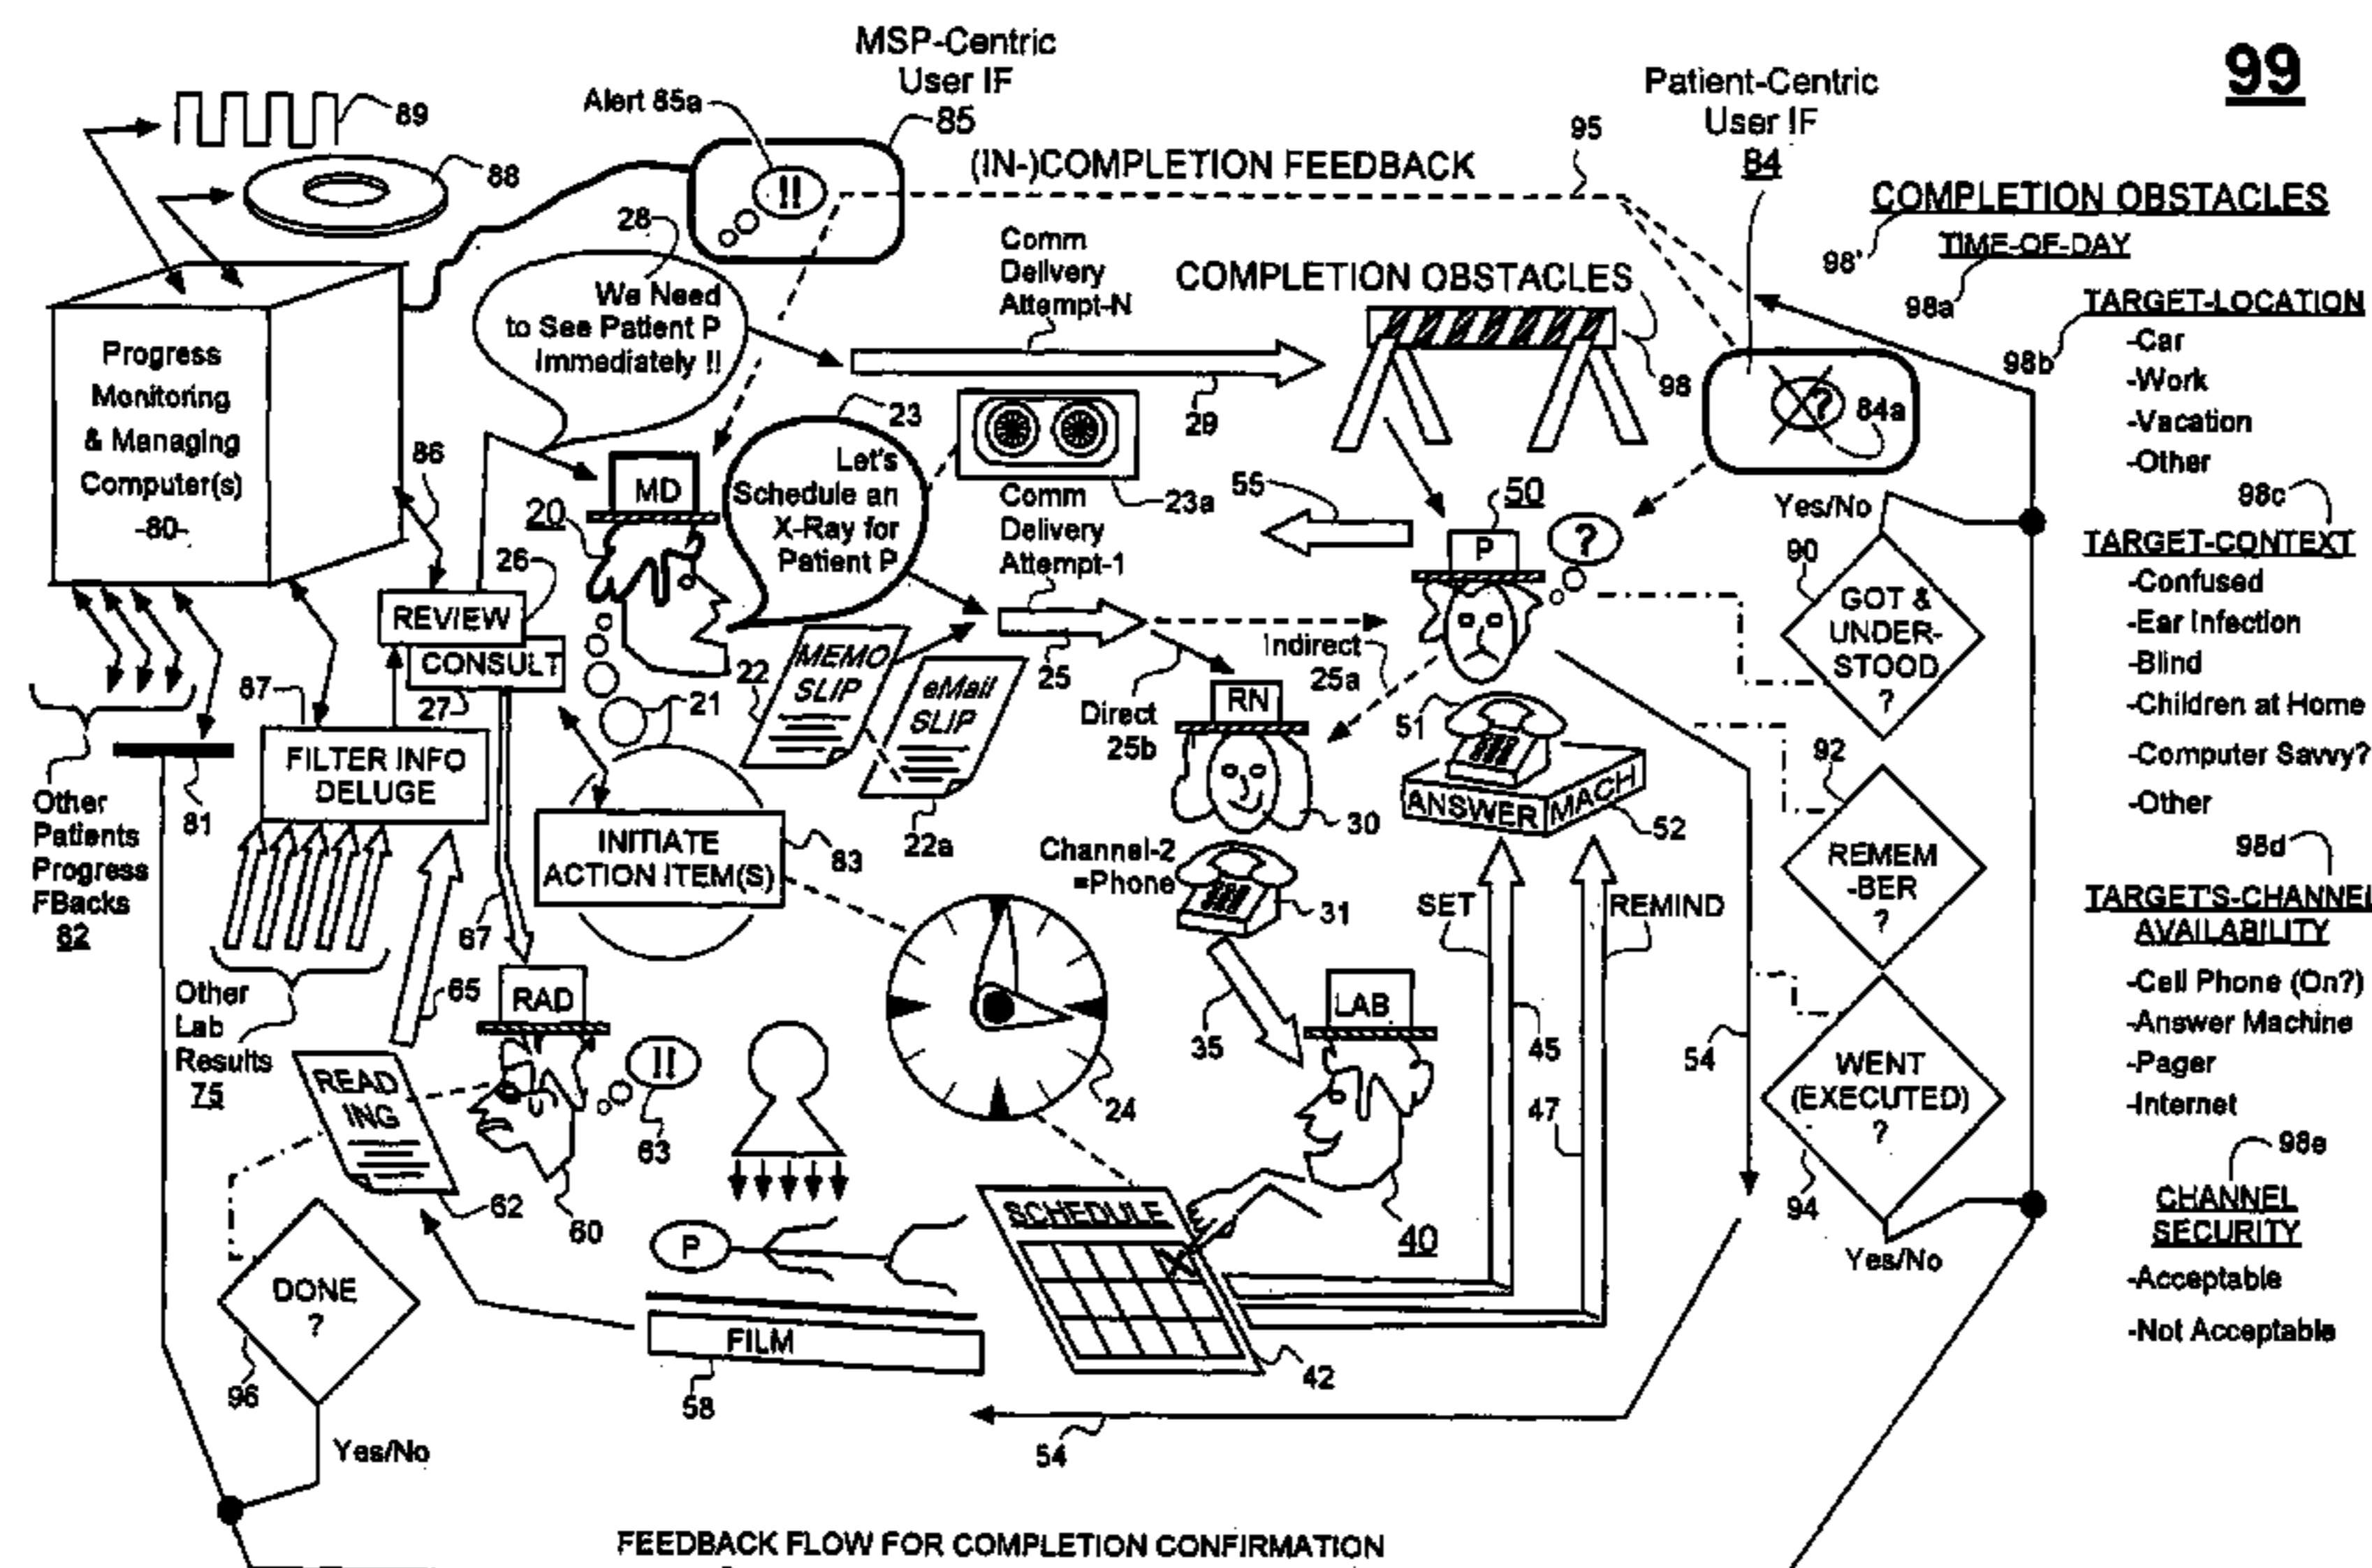 MSP-Centric
User IF
85
Alert 85a
!!
Patient-Centric
User IF
84
99
89
88
95
(IN-)COMPLETION FEEDBACK
COMPLETION OBSTACLES
98'
TIME-OF-DAY
98a
TARGET-LOCATION
98b
-Car
-Work
-Vacation
-Other
98c
TARGET-CONTEXT
-Confused
-Ear Infection
-Blind
-Children at Home
-Computer Savvy?
-Other
98d
TARGET'S-CHANNEL
AVAILABILITY
-Cell Phone (On?)
-Answer Machine
-Pager
-Internet
98e
CHANNEL
SECURITY
-Acceptable
-Not Acceptable
28
We Need
to See Patient P
Immediately !!
Comm
Delivery
Attempt-N
29
COMPLETION OBSTACLES
98
?
84a
Progress
Monitoring
& Managing
Computer(s)
-80-
86
20
MD
23
Let's
Schedule an
X-Ray for
Patient P
23a
Comm
Delivery
Attempt-1
25
55
50
P
?
Yes/No
90
GOT &
UNDER-
STOOD
?
26
REVIEW
CONSULT
27
21
22
MEMO
SLIP
eMail
SLIP
22a
Indirect
25a
Direct
25b
RN
30
51
ANSWER MACH
52
92
REMEM
-BER
?
87
FILTER INFO
DELUGE
81
Other
Patients
Progress
FBacks
82
INITIATE
ACTION ITEM(S)
83
Channel-2
=Phone
31
SET
REMIND
67
65
Other
Lab
Results
75
RAD
!!
63
60
READ
ING
62
24
35
LAB
40
45
47
54
WENT
(EXECUTED)
?
94
Yes/No
P
FILM
58
SCHEDULE
X
42
DONE
?
96
Yes/No
54
FEEDBACK FLOW FOR COMPLETION CONFIRMATION